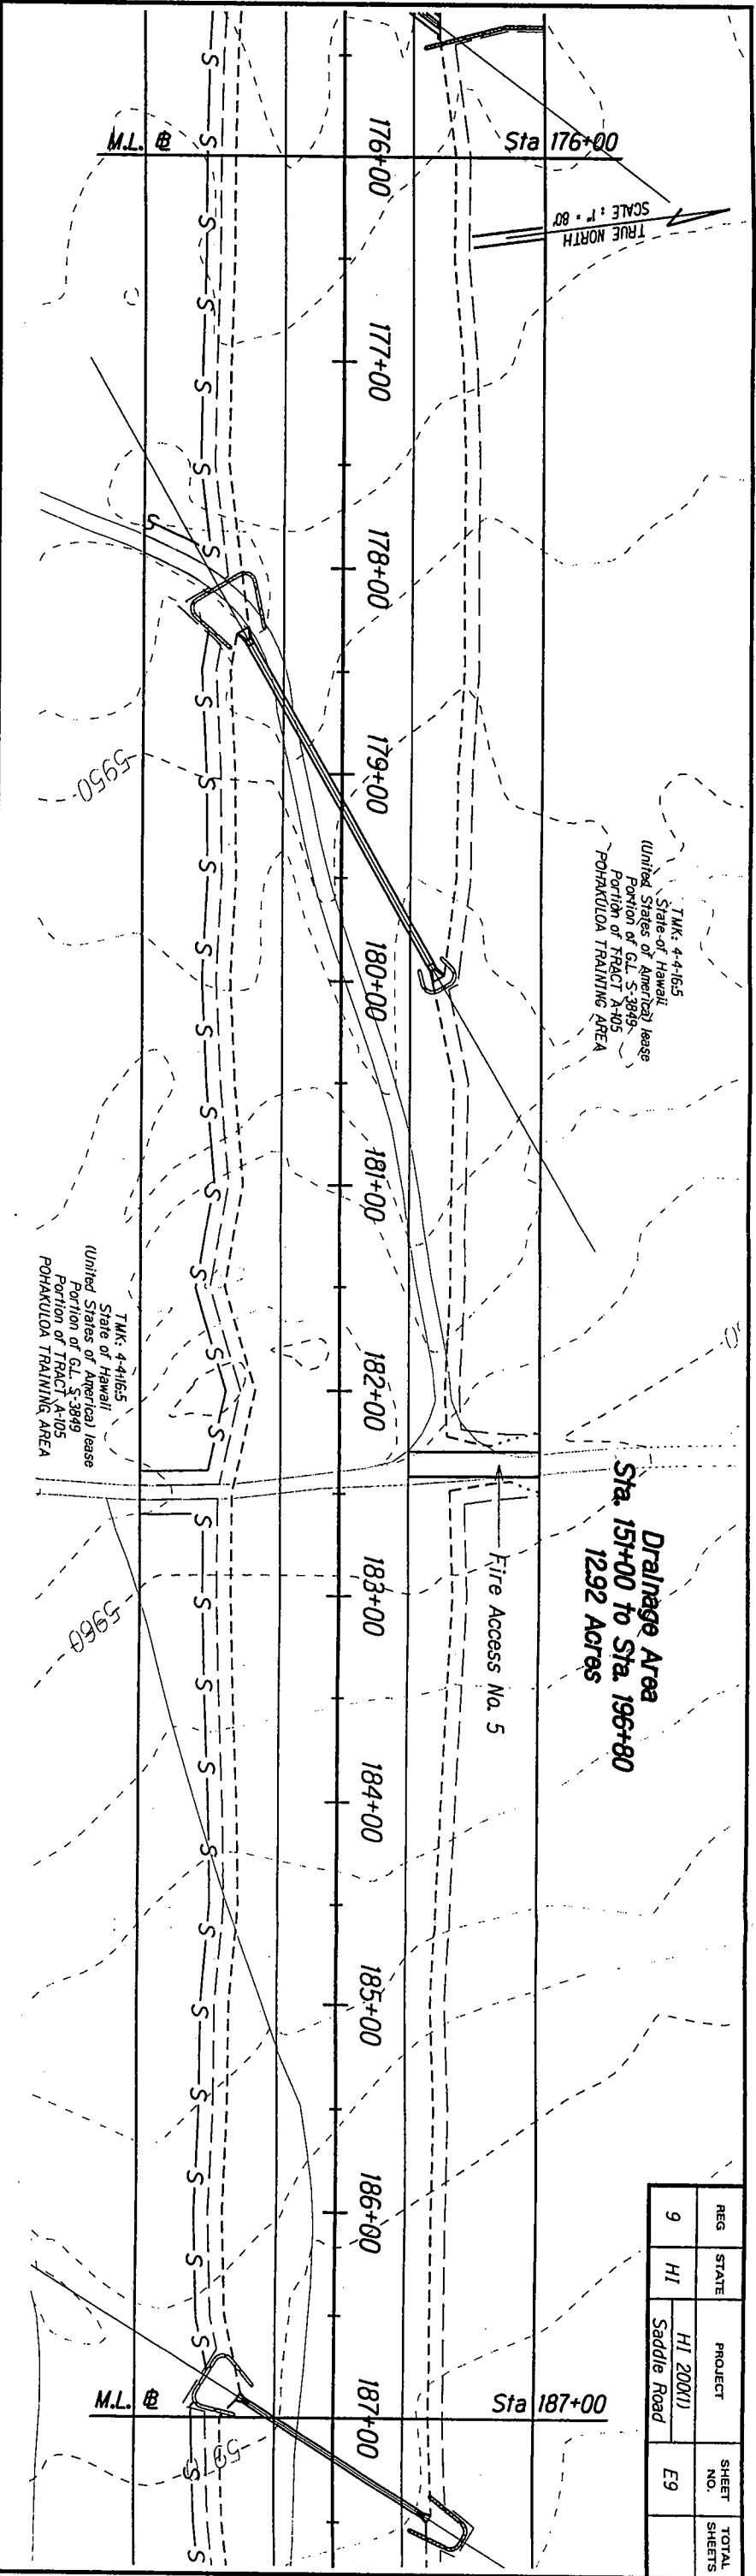 REG
STATE
PROJECT
SHEET NO.
TOTAL SHEETS
9
HI
HI 200(1)
Saddle Road
E9
TRUE NORTH
SCALE : 1" = 80'
Sta 176+00
M.L.
176+00
177+00
178+00
179+00
180+00
181+00
182+00
183+00
184+00
185+00
186+00
187+00
Sta 187+00
M.L.
TMK: 4-4-16:5
State of Hawaii
(United States of America) lease
Portion of G.L. S-3849
Portion of TRACT A-105
POHAKULOA TRAINING AREA
Drainage Area
Sta. 151+00 to Sta. 196+80
12.92 Acres
Fire Access No. 5
TMK: 4-4-16:5
State of Hawaii
(United States of America) lease
Portion of G.L. S-3849
Portion of TRACT A-105
POHAKULOA TRAINING AREA
5950
5960
S S S S S S S
S
S S S S S S S S S S
S S S S S S S S S S S S S